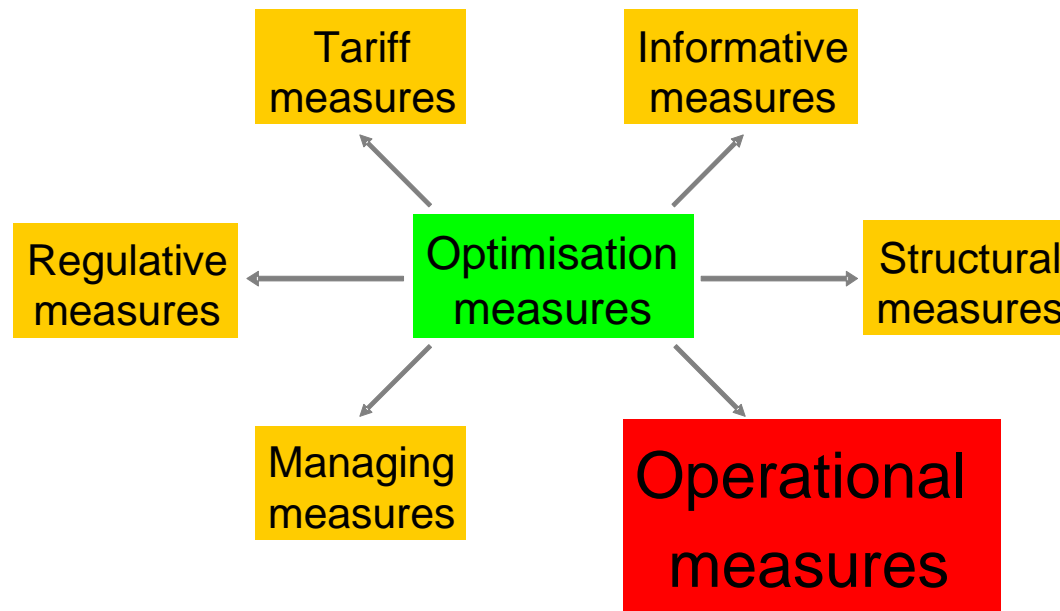 Tariff
measures
Informative
measures
Regulative
measures
Optimisation
measures
Structural
measures
Managing
measures
Operational
measures